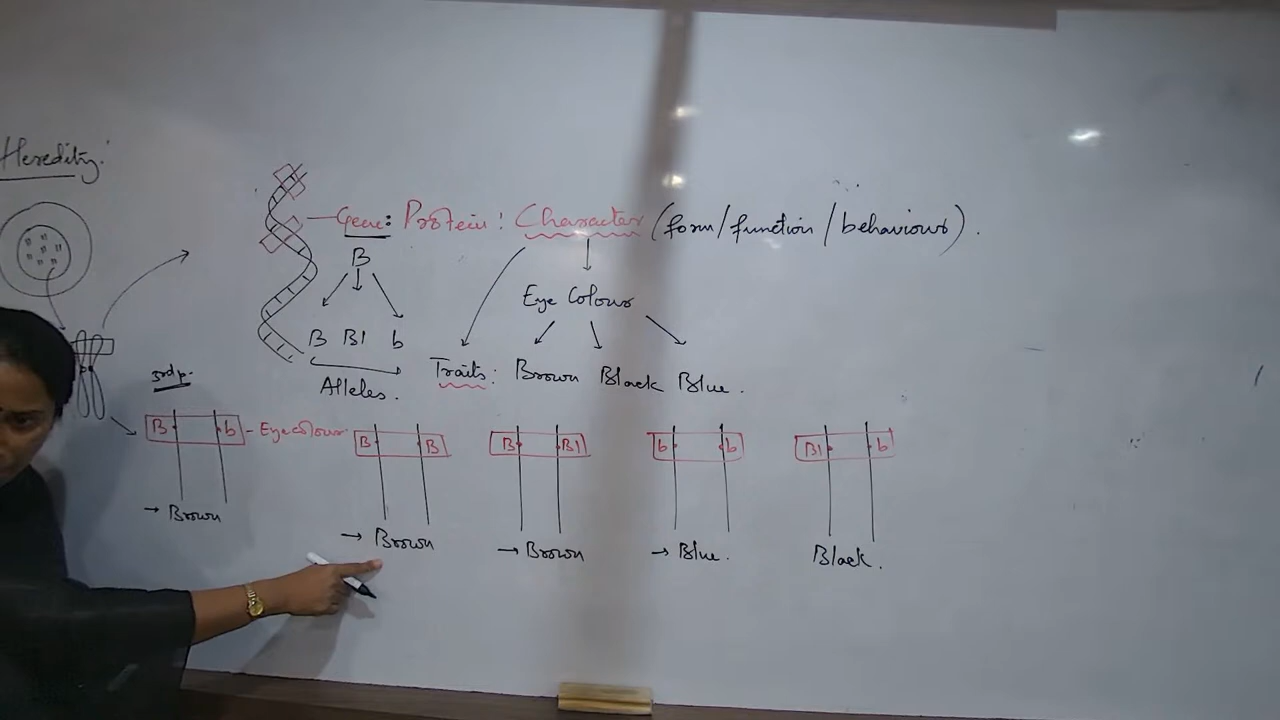 Heredity:
Gene: Protein: Character (form/function/behaviours).
B
Eye Colour
B B1 b
Alleles.
Traits: Brown Black Blue.
3rd p.
B b - Eye colour
B B
B B1
b b
B1 b
→ Brown
→ Brown
→ Brown
→ Blue.
Black.